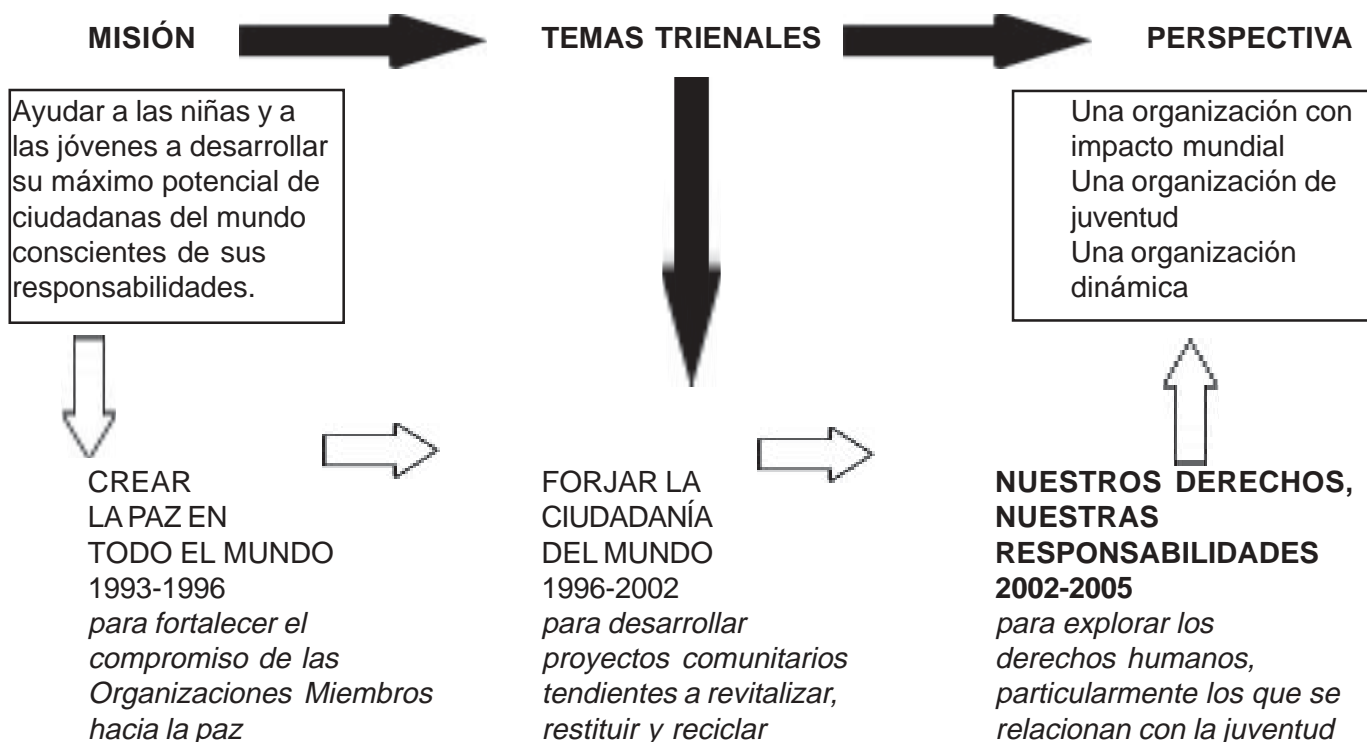 MISIÓN
TEMAS TRIENALES
PERSPECTIVA
Ayudar a las niñas y a
las jóvenes a desarrollar
su máximo potencial de
ciudadanas del mundo
conscientes de sus
responsabilidades.
Una organización con
impacto mundial
Una organización de
juventud
Una organización
dinámica
CREAR
LA PAZ EN
TODO EL MUNDO
1993-1996
para fortalecer el
compromiso de las
Organizaciones Miembros
hacia la paz
FORJAR LA
CIUDADANÍA
DEL MUNDO
1996-2002
para desarrollar
proyectos comunitarios
tendientes a revitalizar,
restituir y reciclar
NUESTROS DERECHOS,
NUESTRAS
RESPONSABILIDADES
2002-2005
para explorar los
derechos humanos,
particularmente los que se
relacionan con la juventud